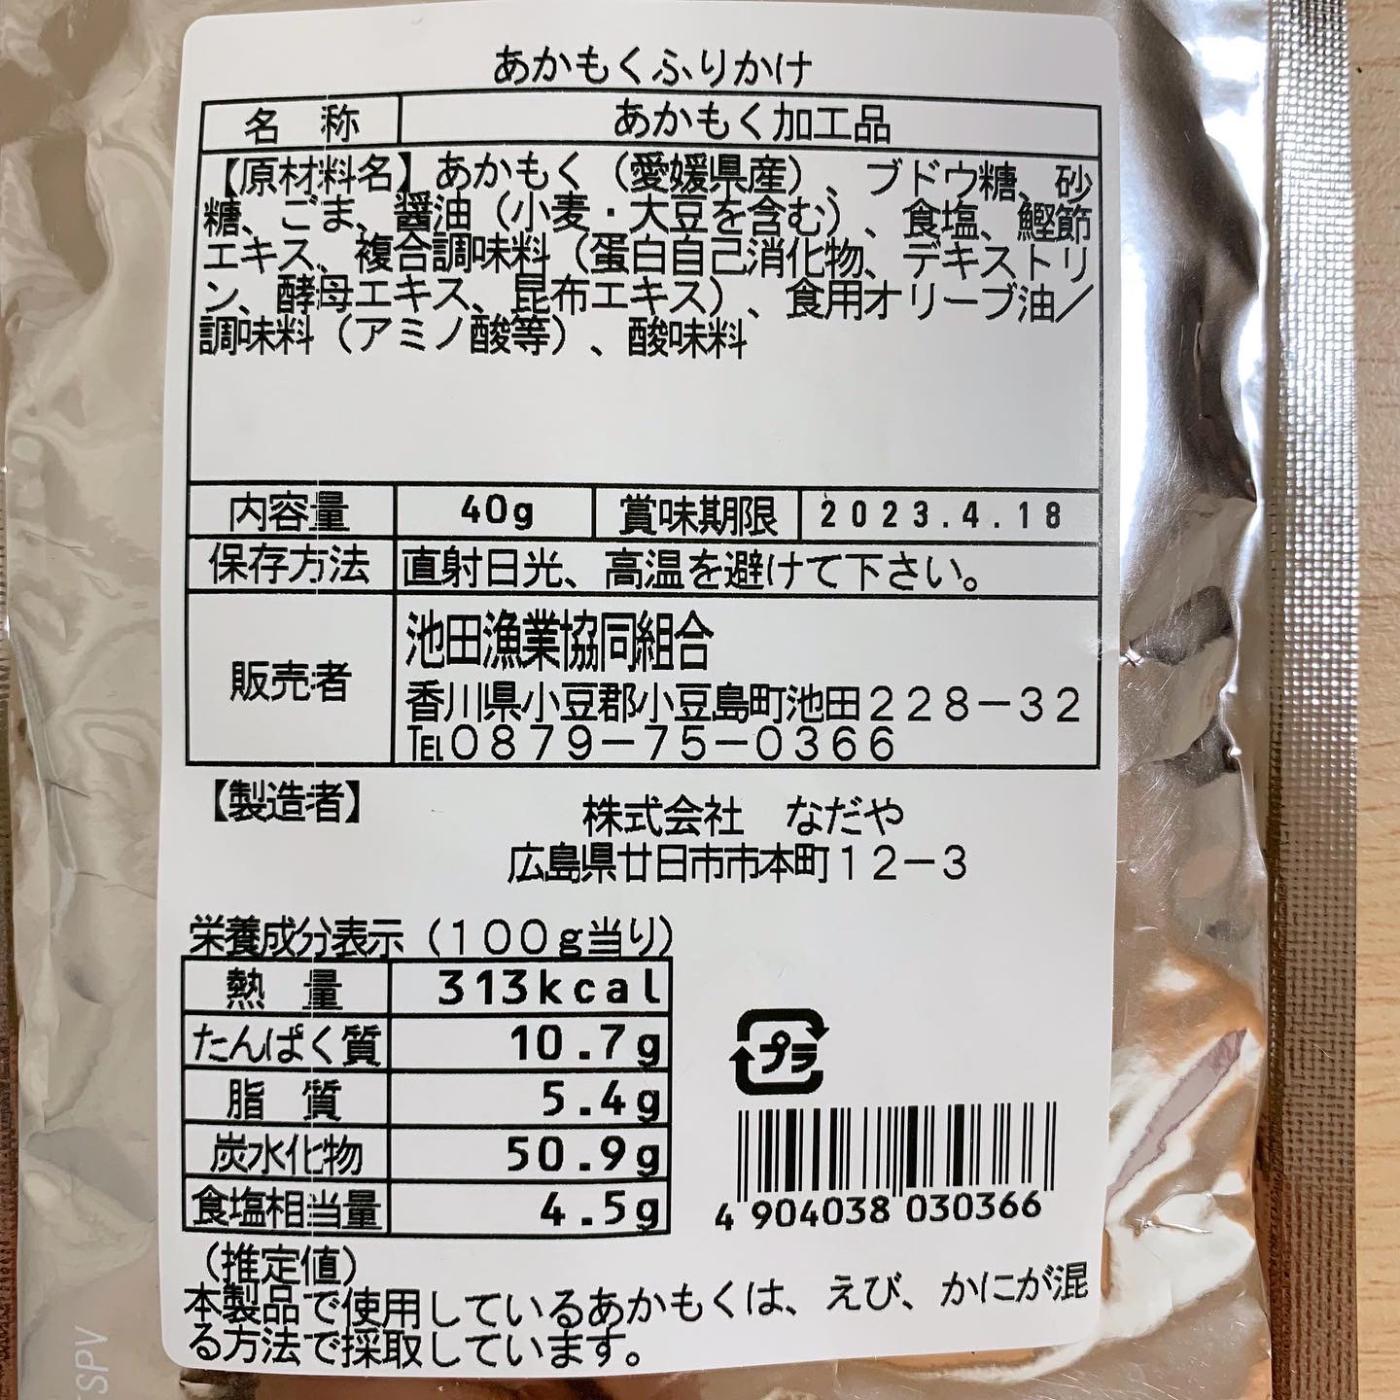 あかもくふりかけ
名 称 あかもく加工品
【原材料名】あかもく（愛媛県産）、ブドウ糖、砂
糖、ごま、醤油（小麦・大豆を含む）、食塩、鰹節
エキス、複合調味料（蛋白自己消化物、デキストリ
ン、酵母エキス、昆布エキス）、食用オリーブ油／
調味料（アミノ酸等）、酸味料
内容量 40g 賞味期限 2023.4.18
保存方法 直射日光、高温を避けて下さい。
販売者 池田漁業協同組合
香川県小豆郡小豆島町池田２２８－３２
℡０８７９－７５－０３６６
【製造者】 株式会社 なだや
広島県廿日市市本町１２－３
栄養成分表示（１００ｇ当り）
熱 量 313kcal
たんぱく質 10.7g
脂 質 5.4g
炭水化物 50.9g
食塩相当量 4.5g
プラ
4 904038 030366
（推定値）
本製品で使用しているあかもくは、えび、かにが混
る方法で採取しています。
SPV